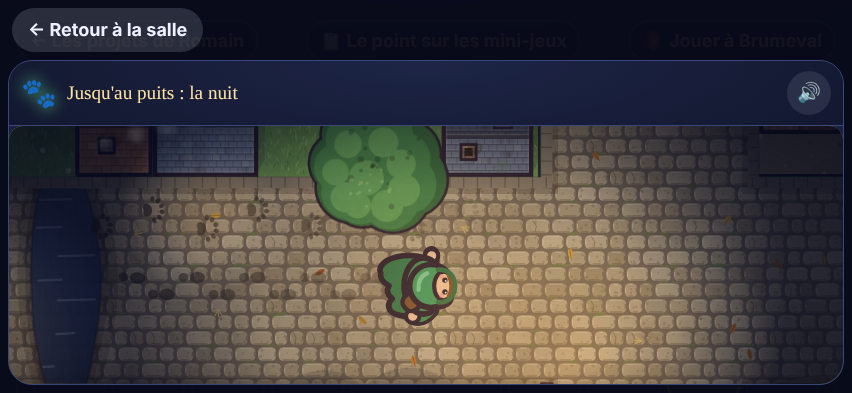 ← Retour à la salle
Les projets de Romain
Le point sur les mini-jeux
Jouer à Brumeval
Jusqu'au puits : la nuit